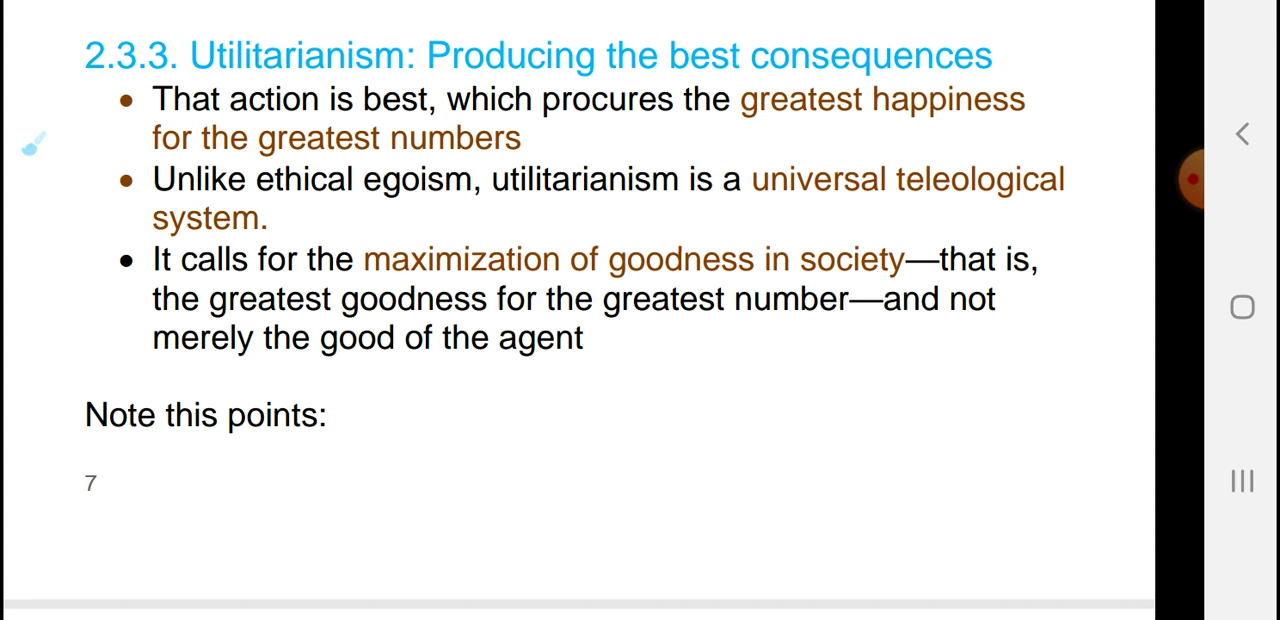 2.3.3. Utilitarianism: Producing the best consequences
• That action is best, which procures the greatest happiness
for the greatest numbers
• Unlike ethical egoism, utilitarianism is a universal teleological
system.
• It calls for the maximization of goodness in society—that is,
the greatest goodness for the greatest number—and not
merely the good of the agent
Note this points:
7